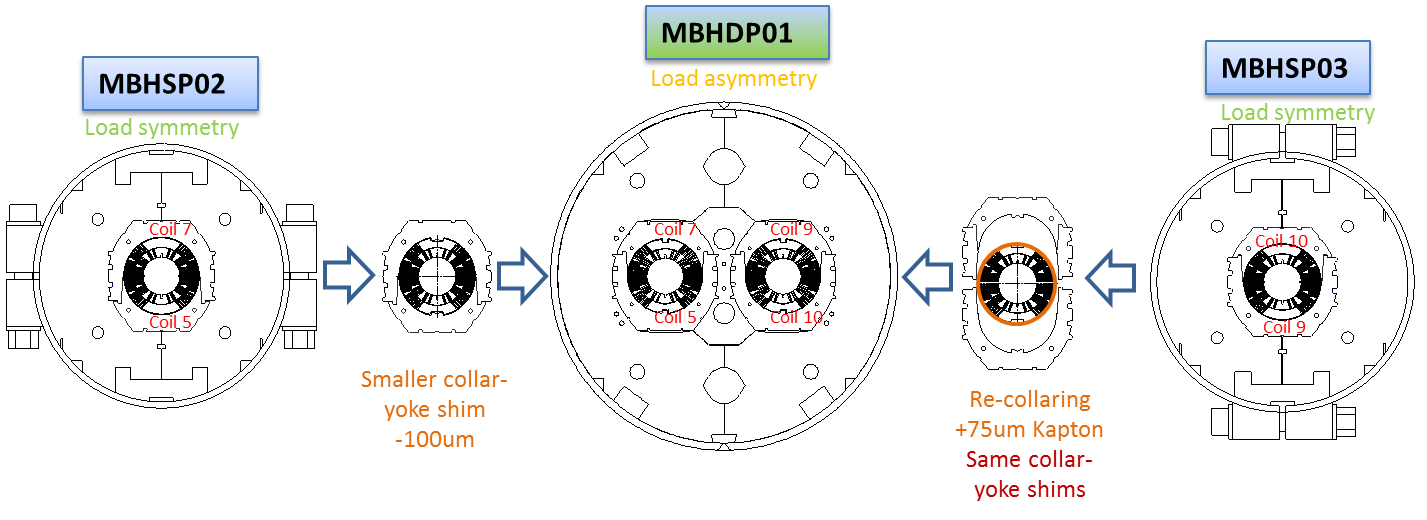 MBHSP02
Load symmetry
Coil 7
Coil 5
Smaller collar-
yoke shim
-100um
MBHDP01
Load asymmetry
Coil 7
Coil 9
Coil 5
Coil 10
Re-collaring
+75um Kapton
Same collar-
yoke shims
MBHSP03
Load symmetry
Coil 10
Coil 9